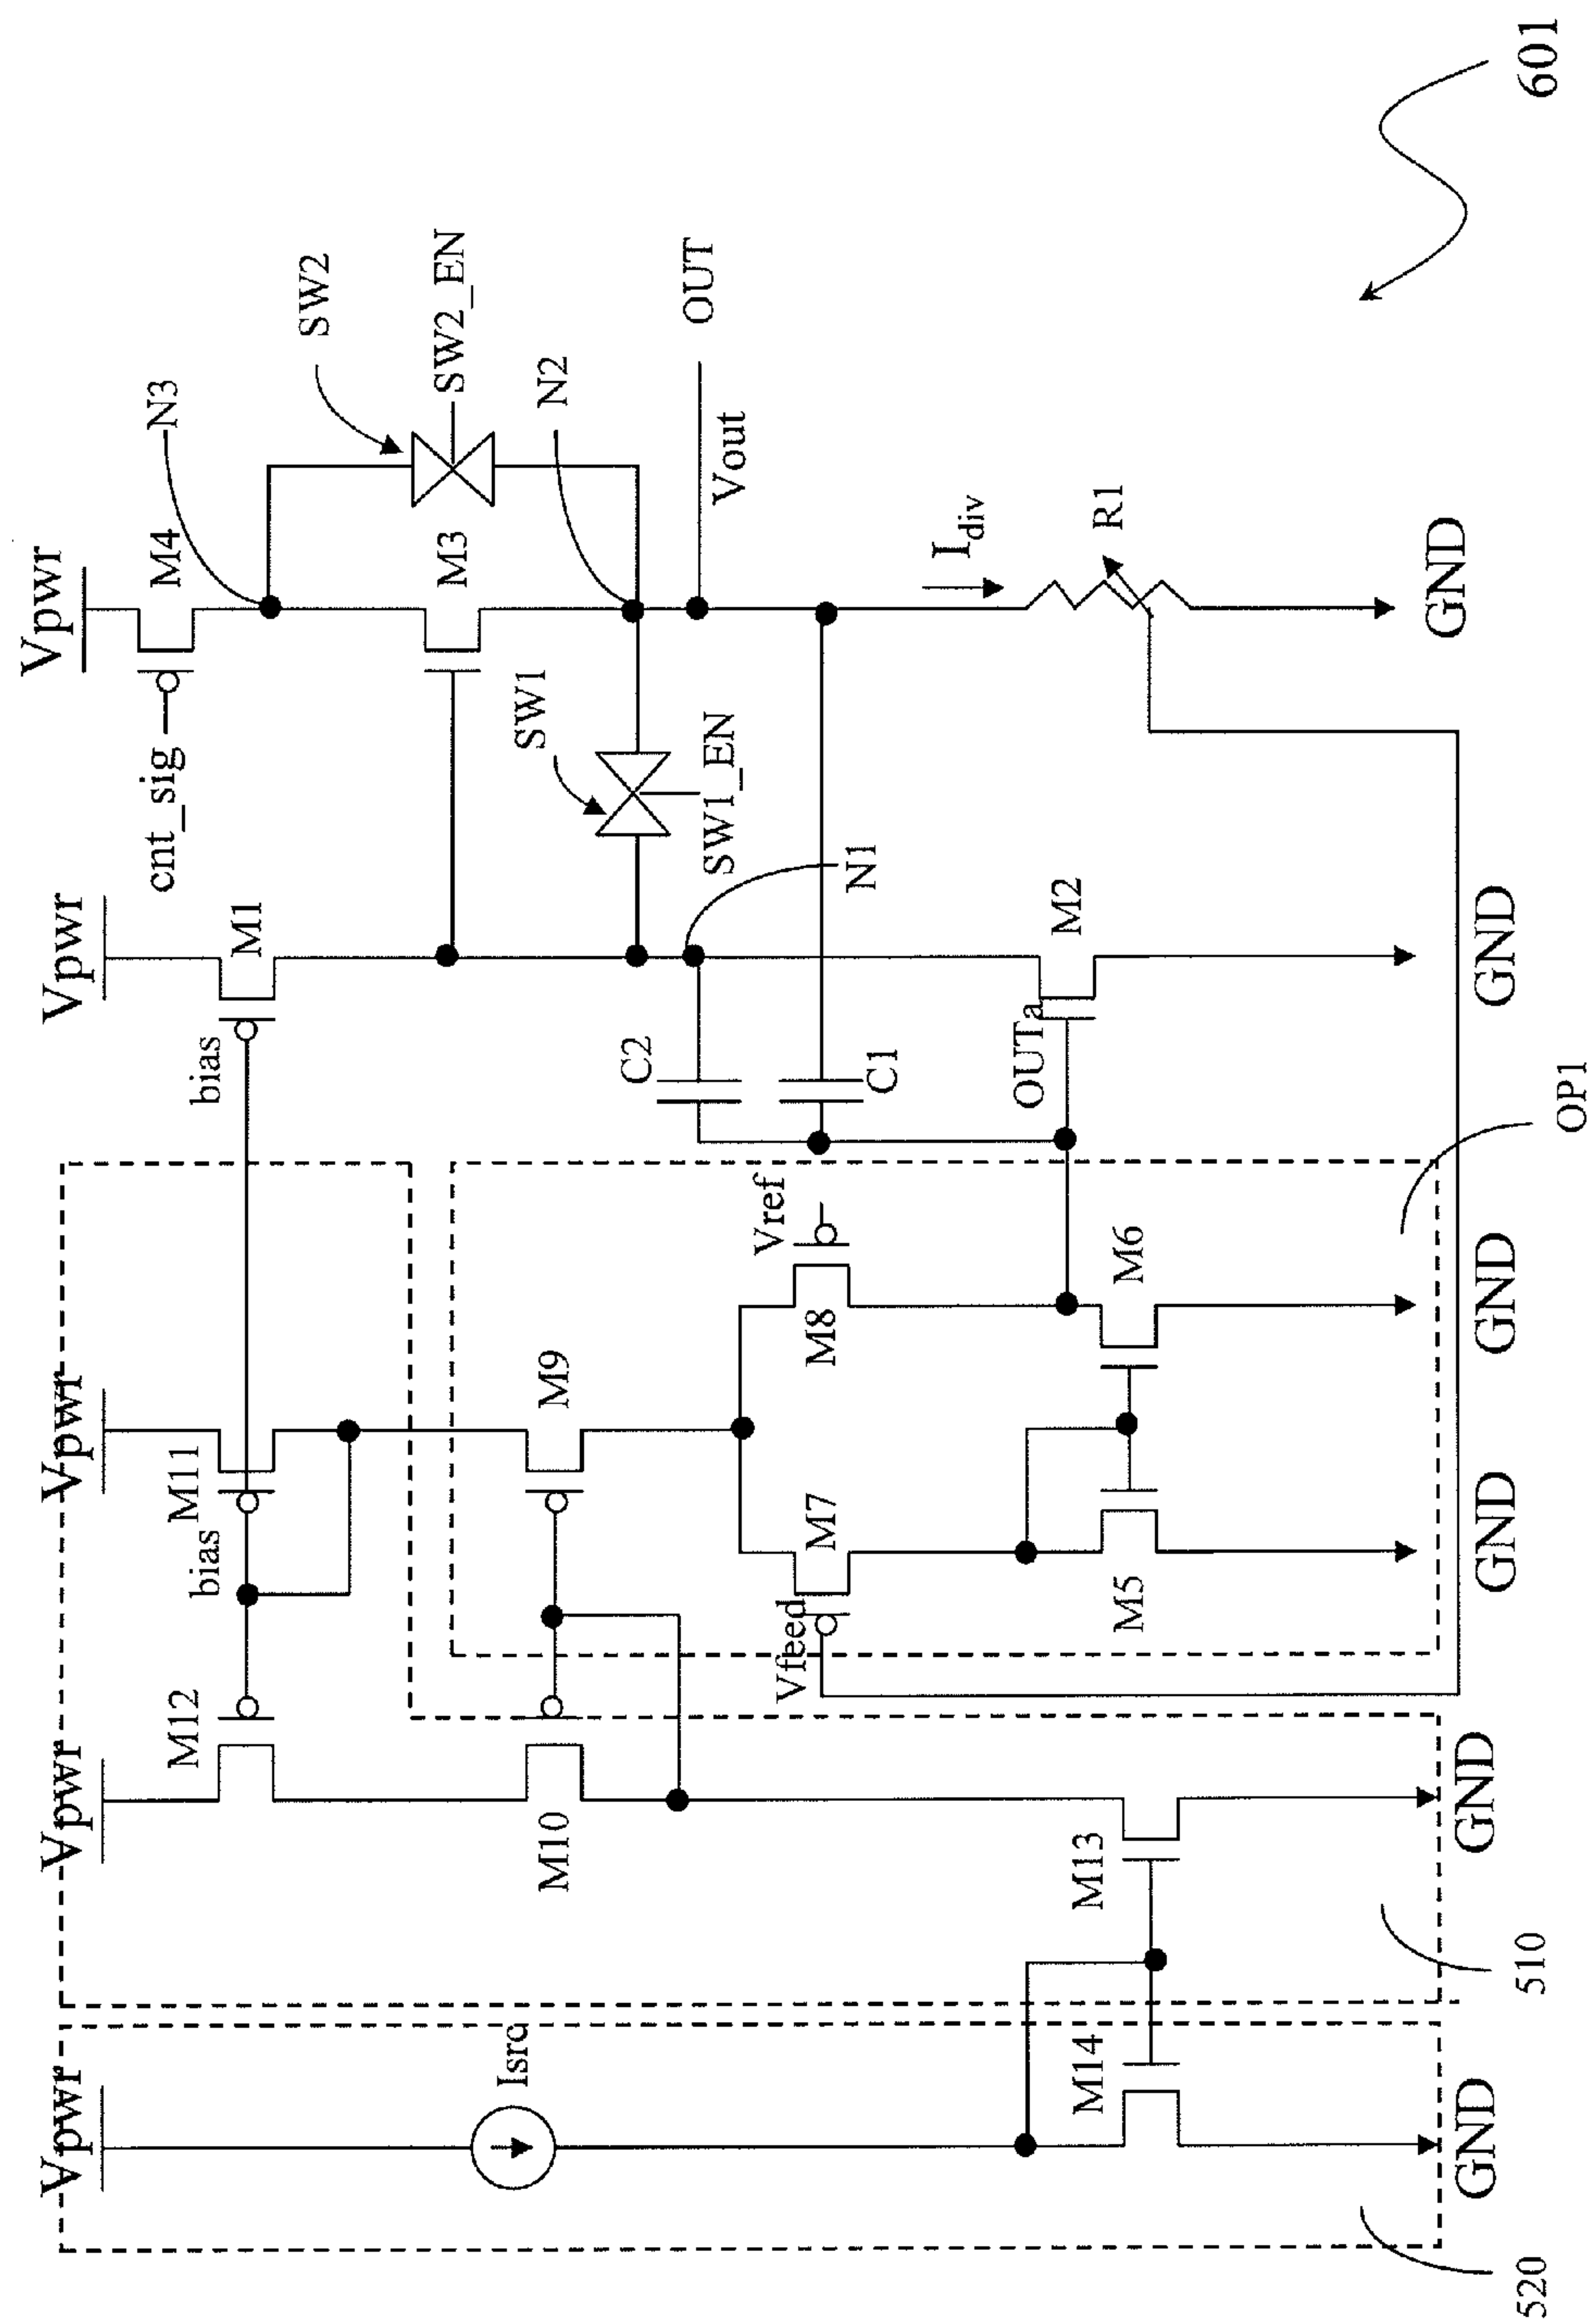 Vpwr
Vpwr
Vpwr
Vpwr
Vpwr
M4
N3
cnt_sig
M1
bias
M11
bias
M12
SW2
SW2_EN
M3
N2
OUT
Vout
SW1
SW1_EN
N1
C2
C1
M9
M10
Isrc
Vref
M8
M7
Vfeed
Idiv
R1
M2
OUTa
M6
M5
M13
M14
GND
GND
GND
GND
GND
GND
OP1
510
520
601